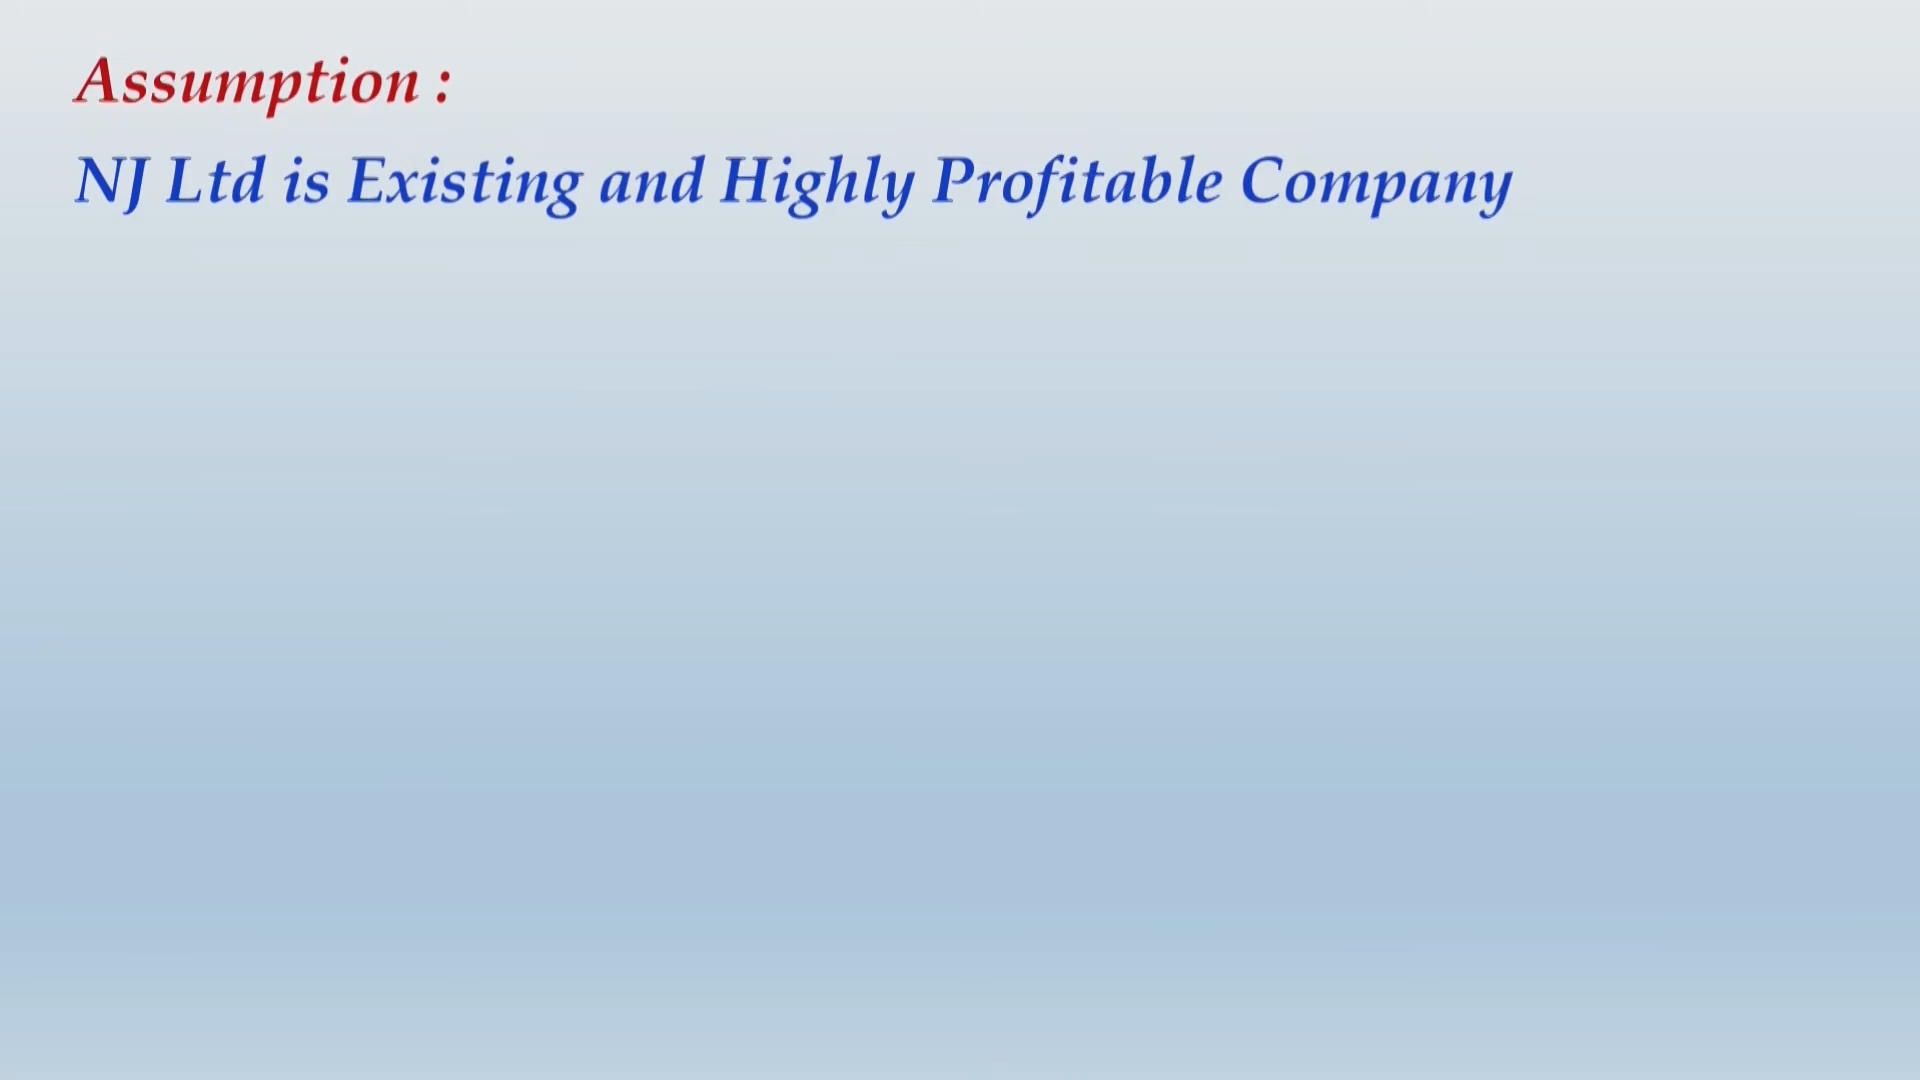 Assumption :
NJ Ltd is Existing and Highly Profitable Company